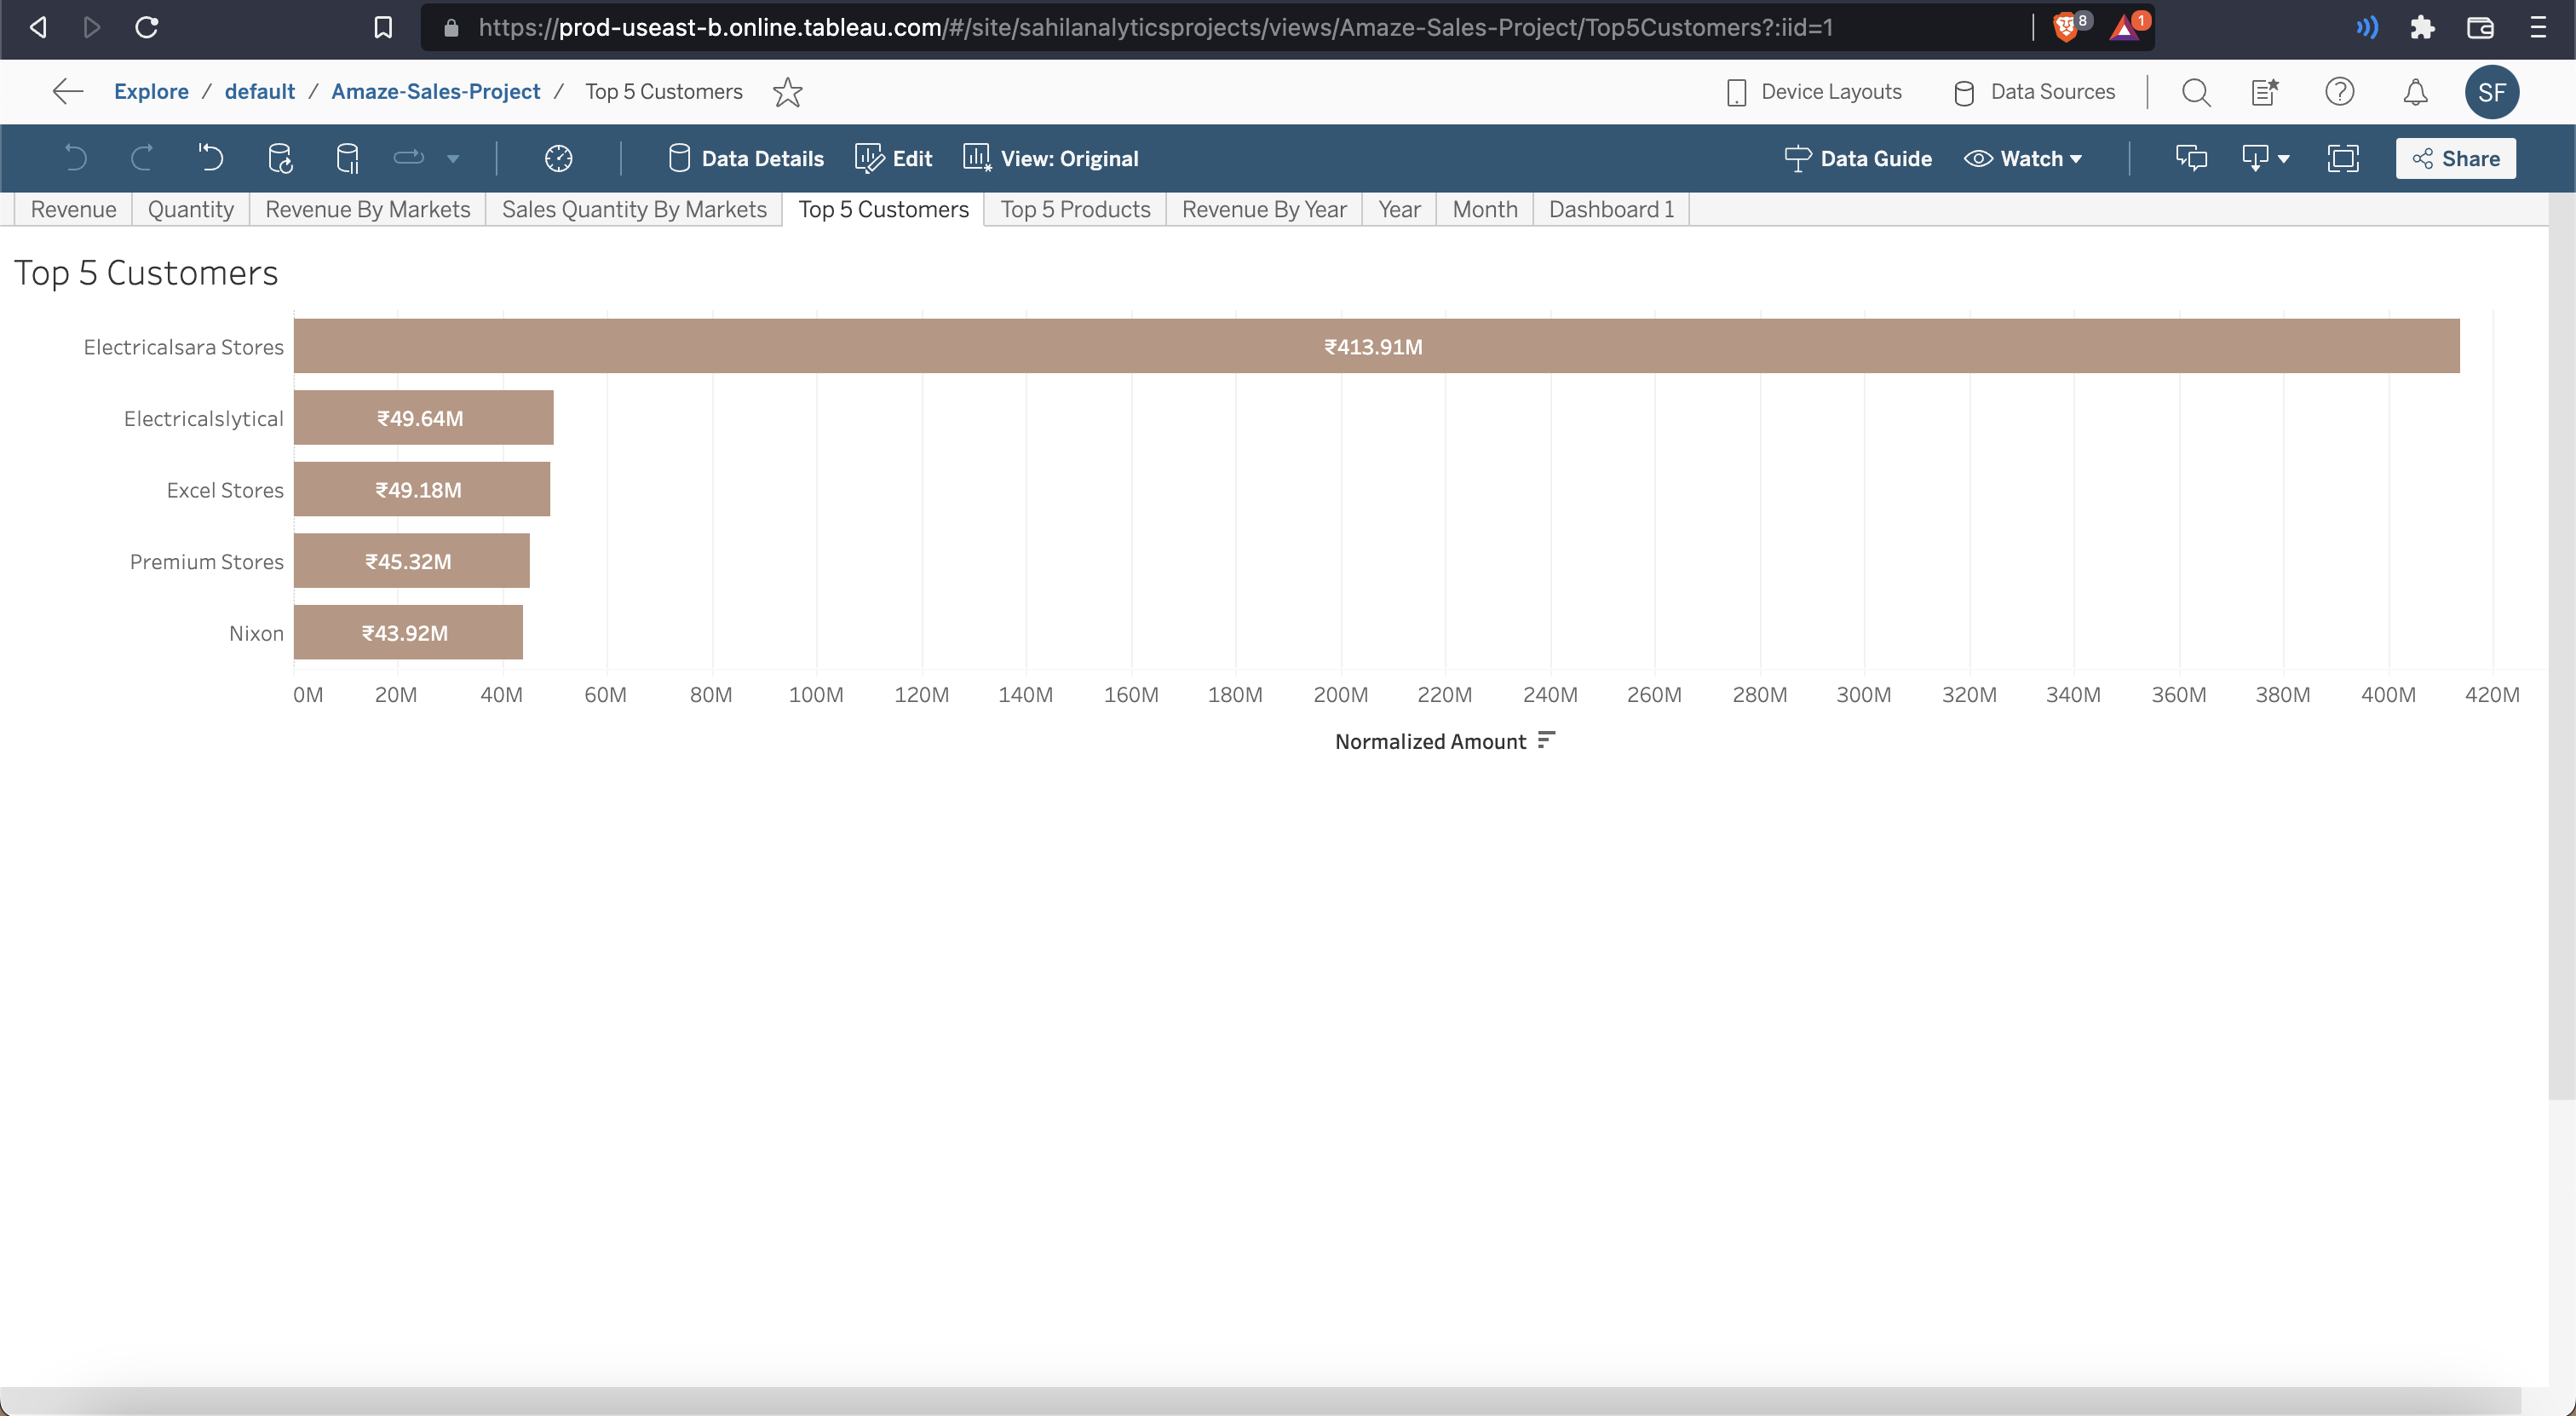 https://prod-useast-b.online.tableau.com/#/site/sahilanalyticsprojects/views/Amaze-Sales-Project/Top5Customers?:iid=1 8 1
Explore / default / Amaze-Sales-Project / Top 5 Customers Device Layouts Data Sources SF
Data Details Edit View: Original Data Guide Watch Share
Revenue Quantity Revenue By Markets Sales Quantity By Markets Top 5 Customers Top 5 Products Revenue By Year Year Month Dashboard 1
Top 5 Customers
Electricalsara Stores ₹413.91M
Electricalslytical ₹49.64M
Excel Stores ₹49.18M
Premium Stores ₹45.32M
Nixon ₹43.92M
0M 20M 40M 60M 80M 100M 120M 140M 160M 180M 200M 220M 240M 260M 280M 300M 320M 340M 360M 380M 400M 420M
Normalized Amount